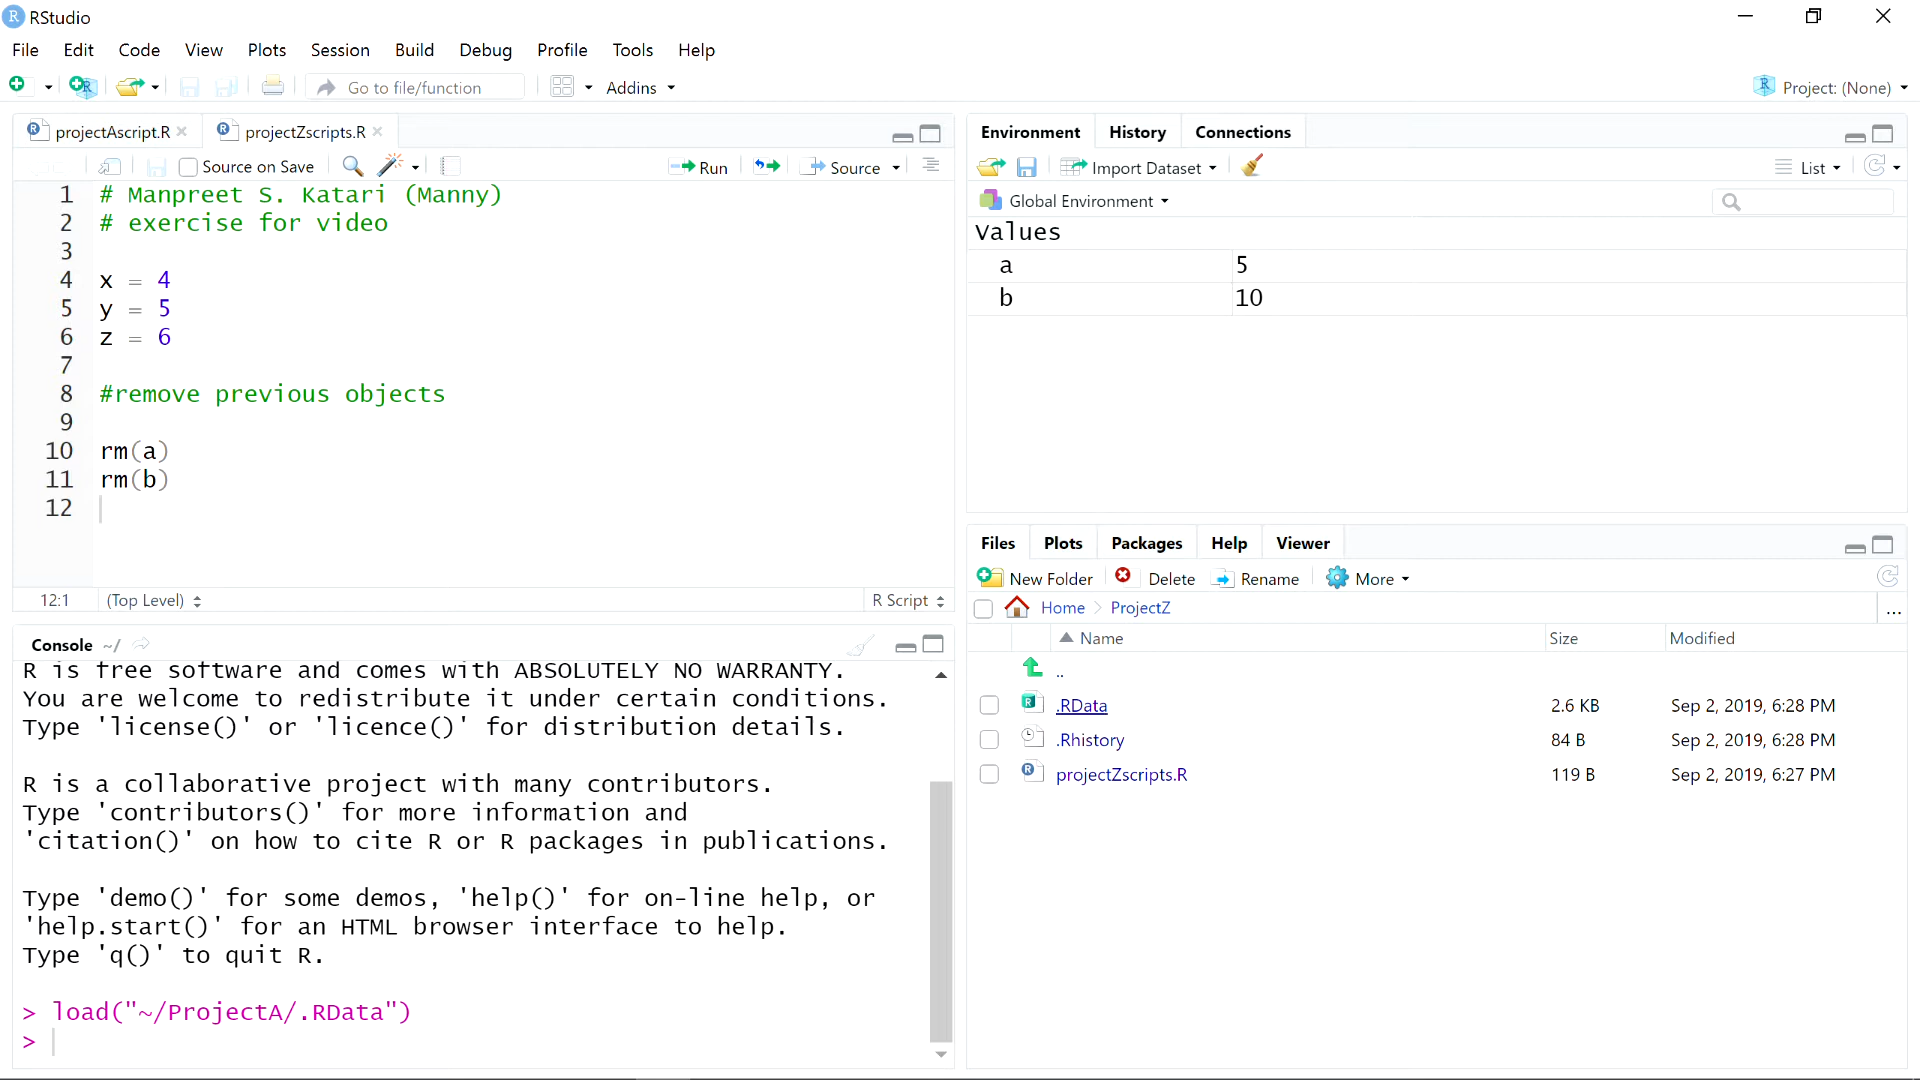 RStudio
File Edit Code View Plots Session Build Debug Profile Tools Help
Go to file/function Addins Project: (None)
projectAscript.R projectZscripts.R
Source on Save Run Source
1 # Manpreet S. Katari (Manny)
2 # exercise for video
3
4 x = 4
5 y = 5
6 z = 6
7
8 #remove previous objects
9
10 rm(a)
11 rm(b)
12
12:1 (Top Level) R Script
Console ~/
R is free software and comes with ABSOLUTELY NO WARRANTY.
You are welcome to redistribute it under certain conditions.
Type 'license()' or 'licence()' for distribution details.
R is a collaborative project with many contributors.
Type 'contributors()' for more information and
'citation()' on how to cite R or R packages in publications.
Type 'demo()' for some demos, 'help()' for on-line help, or
'help.start()' for an HTML browser interface to help.
Type 'q()' to quit R.
> load("~/ProjectA/.RData")
>
Environment History Connections
Import Dataset List
Global Environment
Values
a 5
b 10
Files Plots Packages Help Viewer
New Folder Delete Rename More
Home ProjectZ ...
Name Size Modified
..
.RData 2.6 KB Sep 2, 2019, 6:28 PM
.Rhistory 84 B Sep 2, 2019, 6:28 PM
projectZscripts.R 119 B Sep 2, 2019, 6:27 PM